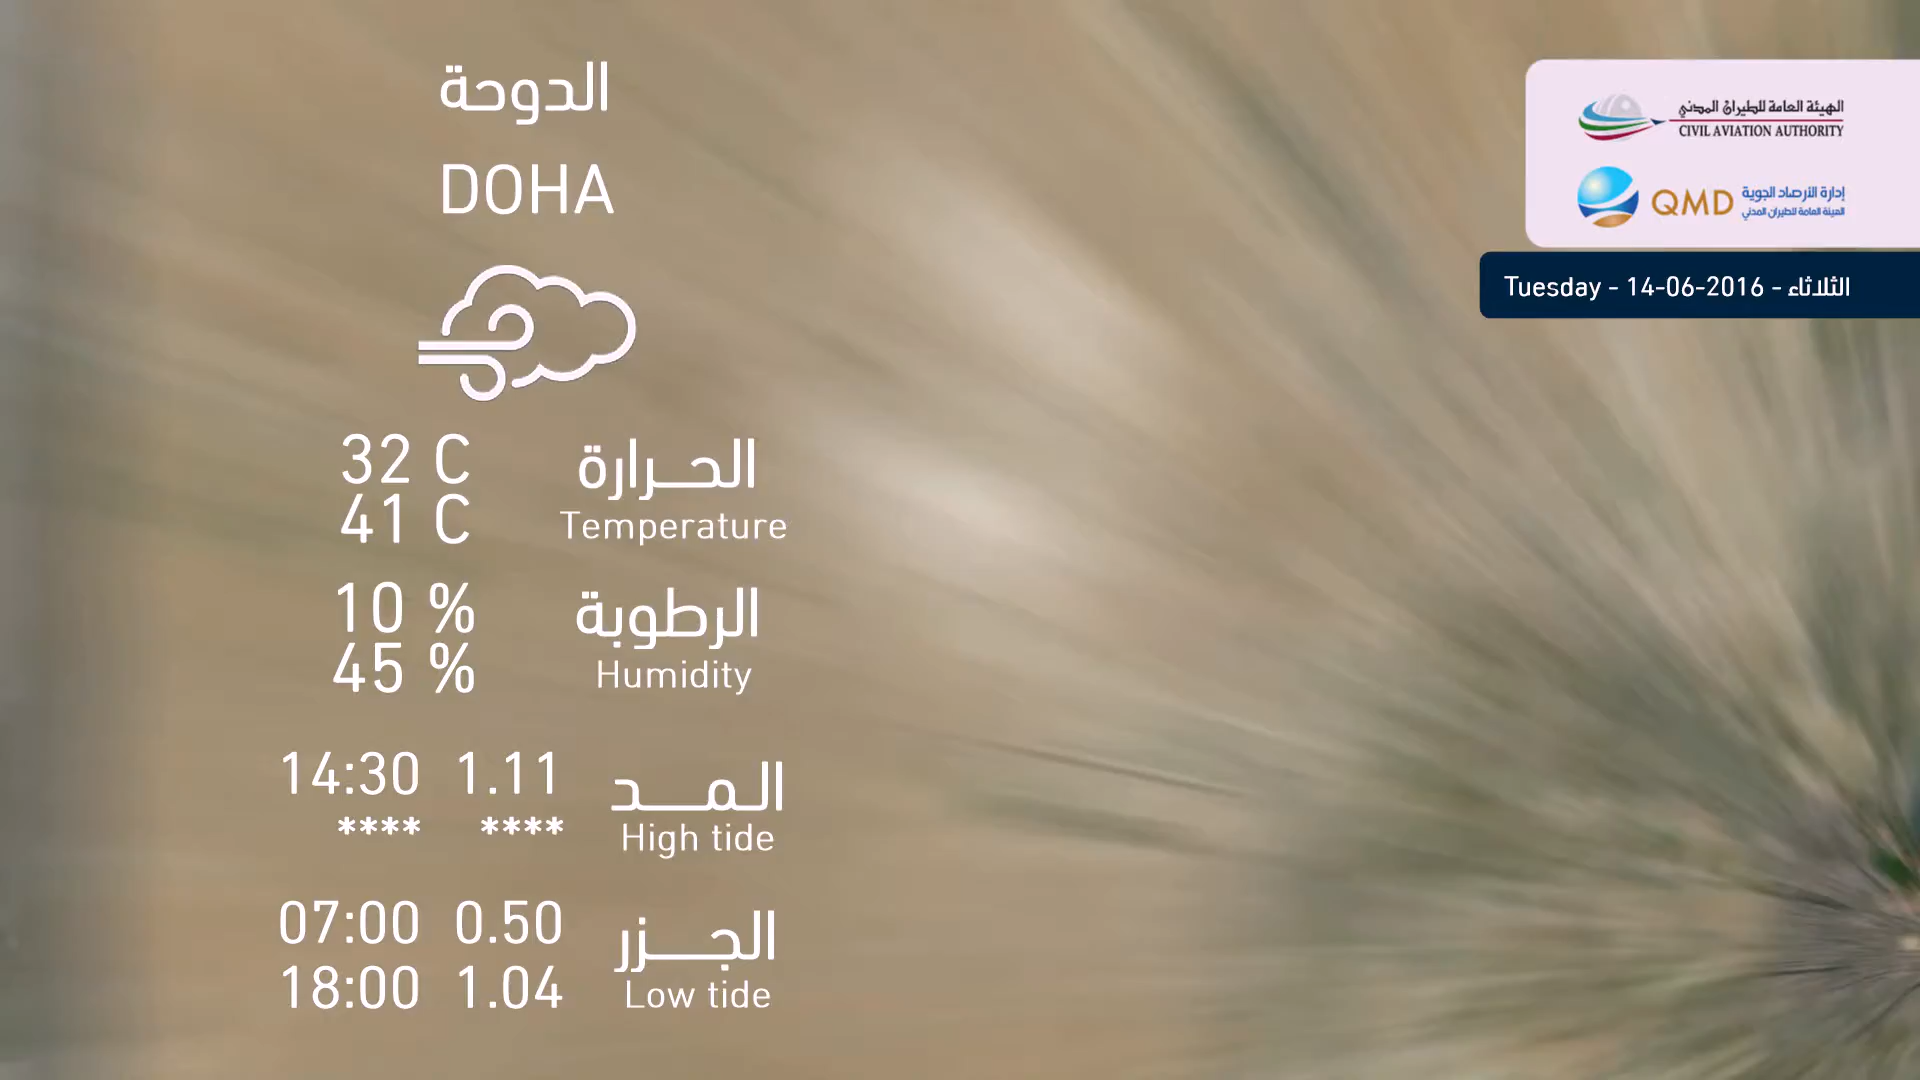 الدوحة
DOHA
32 C
41 C
الحـــرارة
Temperature
10 %
45 %
الرطوبة
Humidity
14:30 1.11
**** ****
الـمــــد
High tide
07:00 0.50
18:00 1.04
الجـــــزر
Low tide
الهيئة العامة للطيران المدني
CIVIL AVIATION AUTHORITY
QMD إدارة الأرصاد الجوية
الهيئة العامة للطيران المدني
Tuesday - 14-06-2016 - الثلاثاء